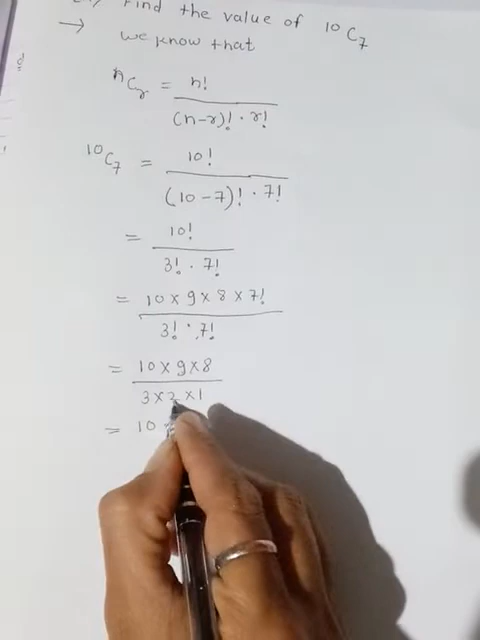 Find the value of ¹⁰C₇
→ we know that
ⁿCᵣ = n! / (n-r)! · r!
¹⁰C₇ = 10! / (10-7)! · 7!
= 10! / 3! · 7!
= 10 × 9 × 8 × 7! / 3! · 7!
= 10 × 9 × 8 / 3 × 2 × 1
= 10